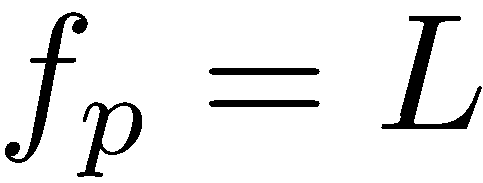 f_p = L